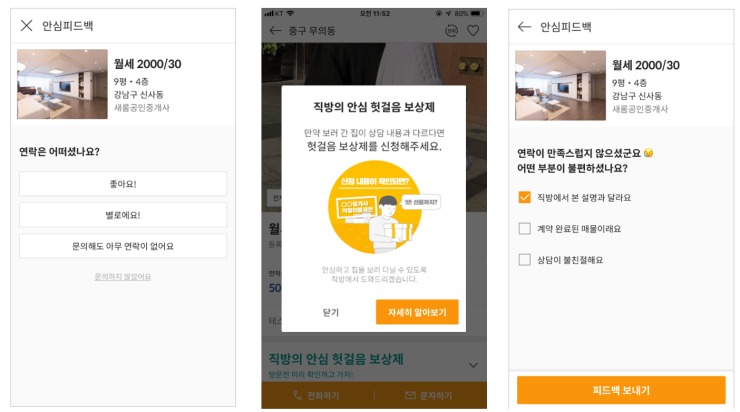 안심피드백
월세 2000/30
9평 • 4층
강남구 신사동
새롬공인중개사
연락은 어떠셨나요?
좋아요!
별로에요!
문의해도 아무 연락이 없어요
문의하지 않았어요
KT
오전 11:52
80%
중구 무의동
직방의 안심 헛걸음 보상제
만약 보러 간 집이 상담 내용과 다르다면
헛걸음 보상제를 신청해주세요.
신청 내용이 확인되면?
안심하고 집을 보러 다닐 수 있도록
직방에서 도와드리겠습니다.
닫기
자세히 알아보기
월
등록
면적
50
테스
직방의 안심 헛걸음 보상제
방문전 미리 확인하고 가자!
전화하기
문자하기
안심피드백
월세 2000/30
9평 • 4층
강남구 신사동
새롬공인중개사
연락이 만족스럽지 않으셨군요 😉
어떤 부분이 불편하셨나요?
직방에서 본 설명과 달라요
계약 완료된 매물이래요
상담이 불친절해요
피드백 보내기